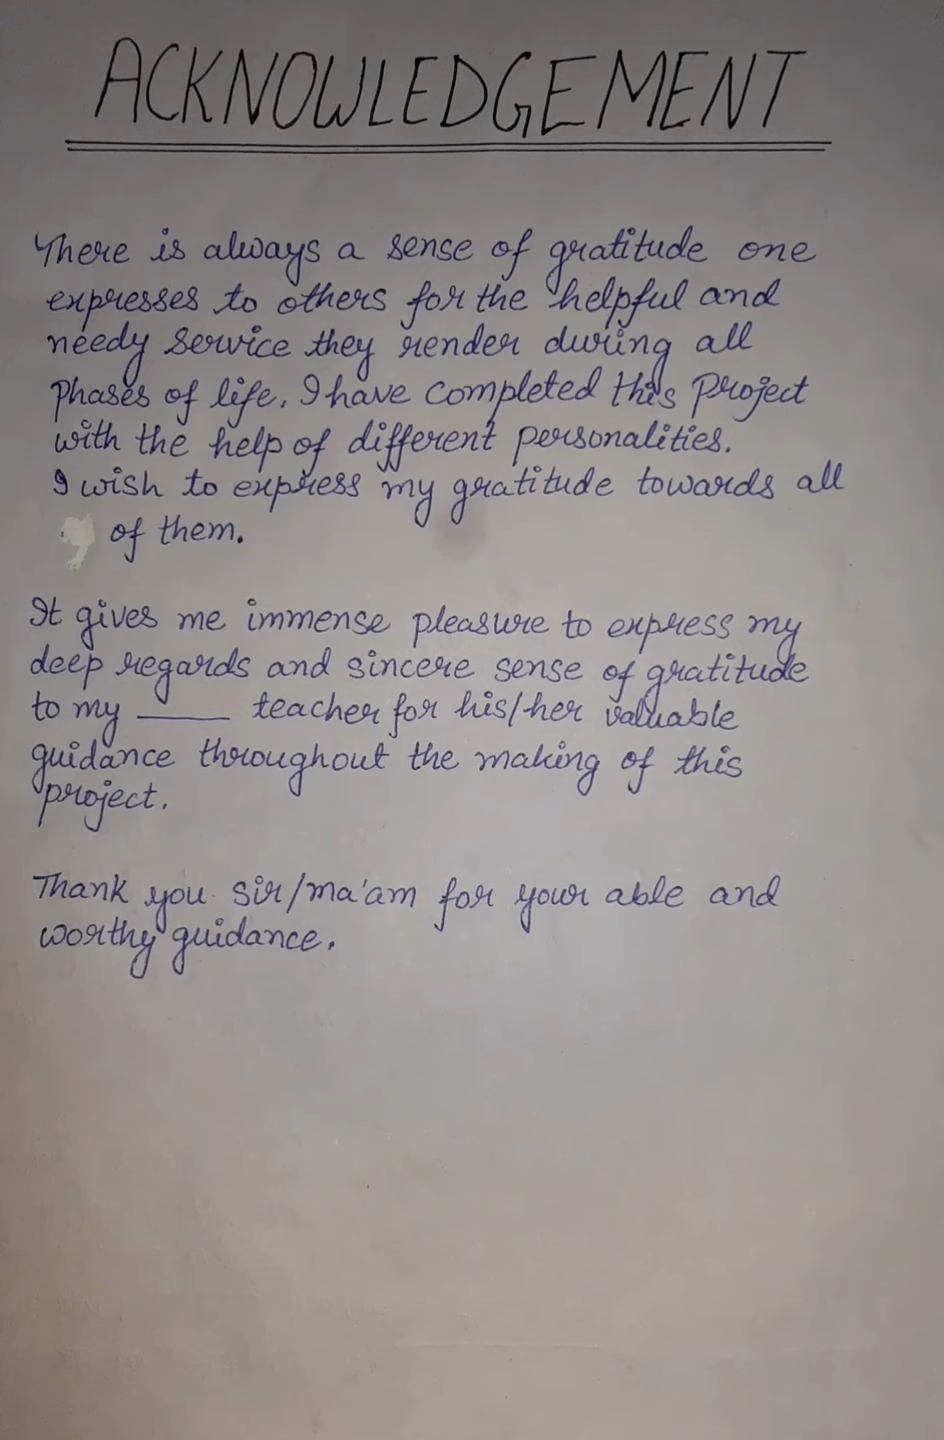 ACKNOWLEDGEMENT
There is always a sense of gratitude one
expresses to others for the helpful and
needy service they render during all
phases of life. I have completed this Project
with the help of different personalities.
I wish to express my gratitude towards all
of them.
It gives me immense pleasure to express my
deep regards and sincere sense of gratitude
to my _____ teacher for his/her valuable
guidance throughout the making of this
project.
Thank you sir/ma'am for your able and
worthy guidance.